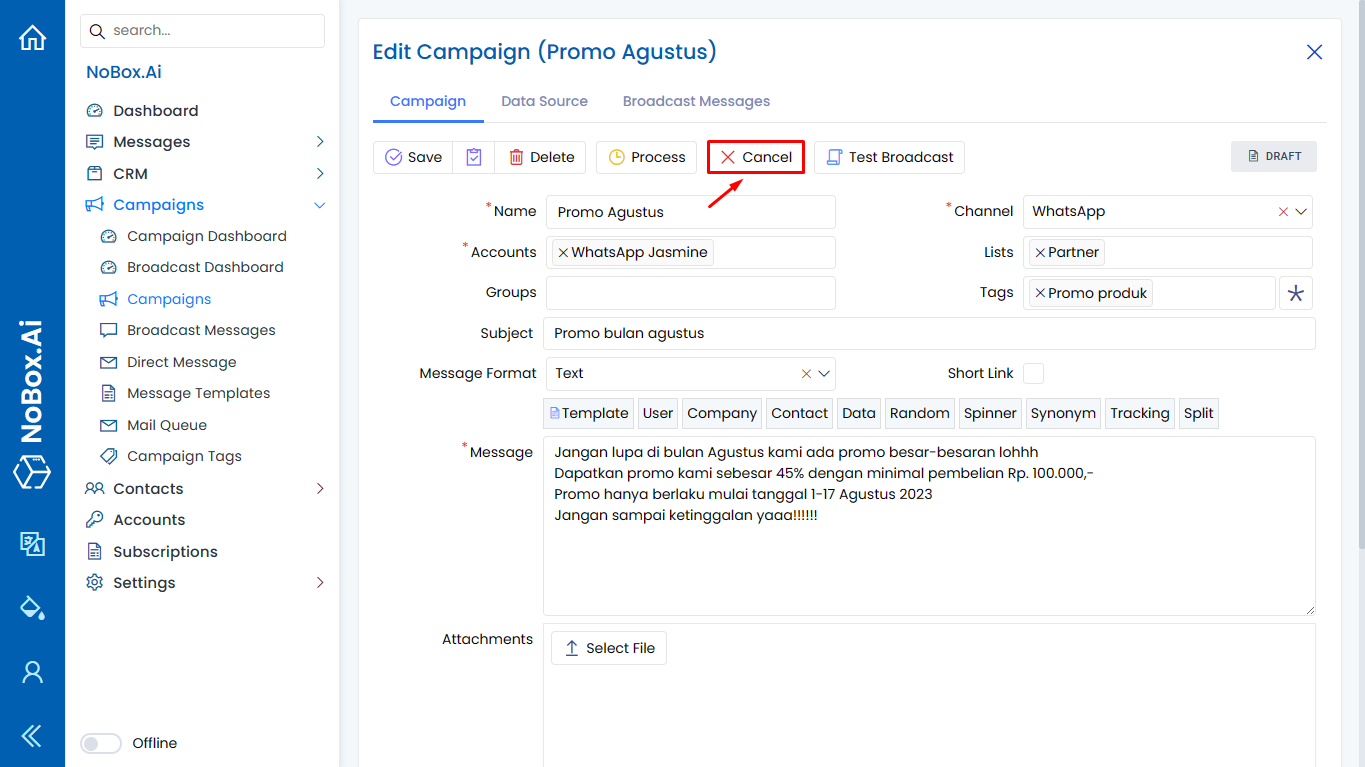 search...
NoBox.Ai
Dashboard
Messages
CRM
Campaigns
Campaign Dashboard
Broadcast Dashboard
Campaigns
Broadcast Messages
Direct Message
Message Templates
Mail Queue
Campaign Tags
Contacts
Accounts
Subscriptions
Settings
Offline
NoBox.Ai
Edit Campaign (Promo Agustus)
Campaign Data Source Broadcast Messages
Save Delete Process Cancel Test Broadcast DRAFT
*Name Promo Agustus *Channel WhatsApp
*Accounts WhatsApp Jasmine Lists Partner
Groups Tags Promo produk
Subject Promo bulan agustus
Message Format Text Short Link
Template User Company Contact Data Random Spinner Synonym Tracking Split
*Message Jangan lupa di bulan Agustus kami ada promo besar-besaran lohhh
Dapatkan promo kami sebesar 45% dengan minimal pembelian Rp. 100.000,-
Promo hanya berlaku mulai tanggal 1-17 Agustus 2023
Jangan sampai ketinggalan yaaa!!!!!!
Attachments Select File